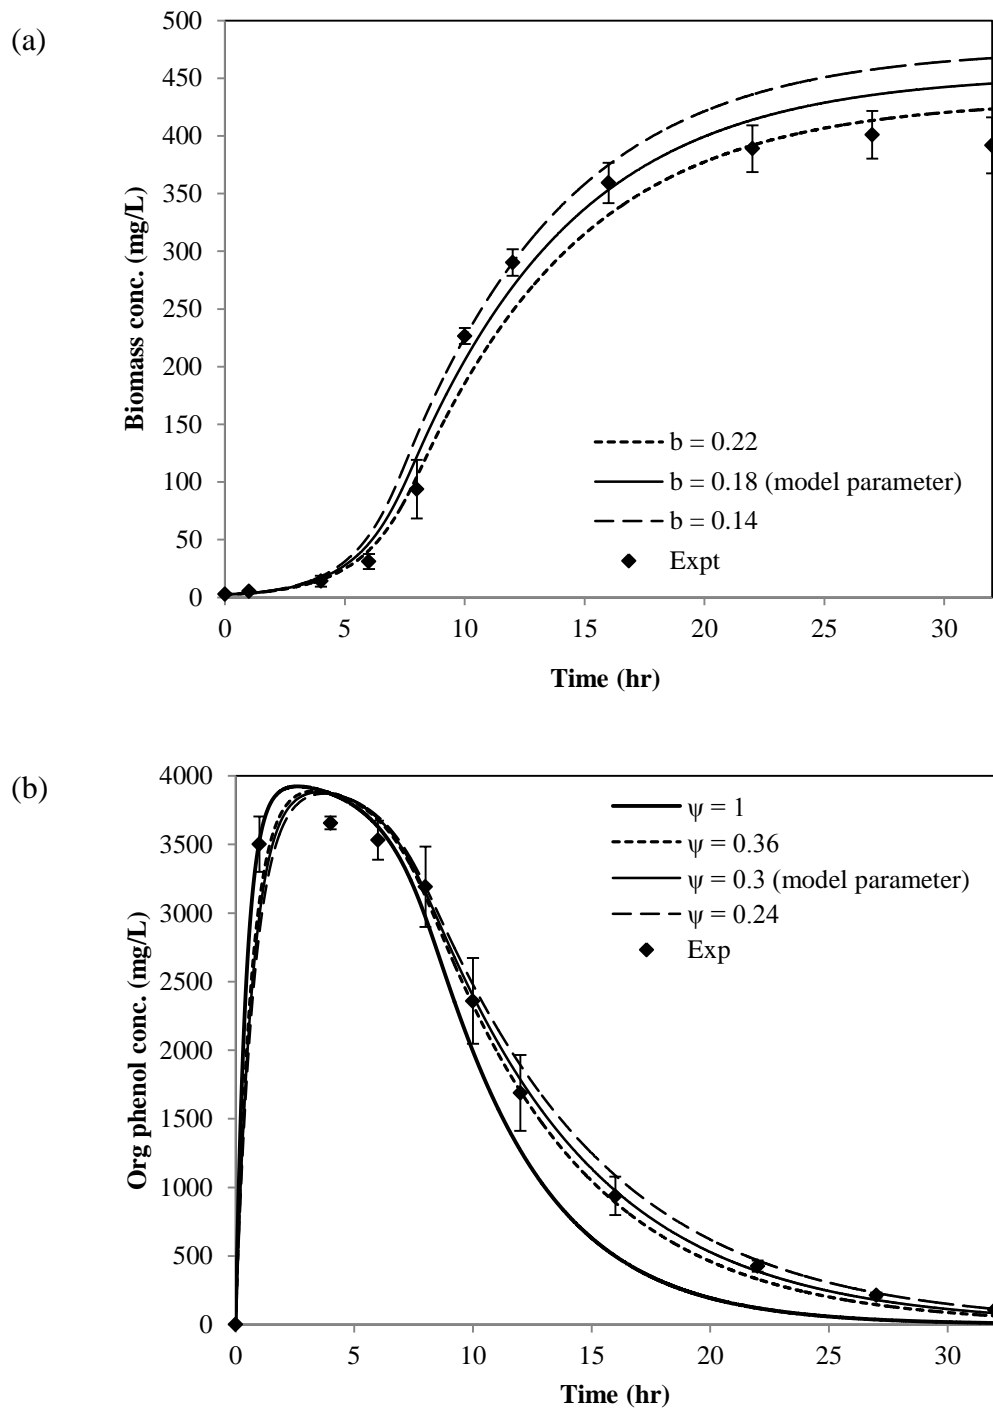 (a)
500
450
400
350
300
250
200
150
100
50
0
Biomass conc. (mg/L)
b = 0.22
b = 0.18 (model parameter)
b = 0.14
Expt
0 5 10 15 20 25 30
Time (hr)
(b)
4000
3500
3000
2500
2000
1500
1000
500
0
Org phenol conc. (mg/L)
ψ = 1
ψ = 0.36
ψ = 0.3 (model parameter)
ψ = 0.24
Exp
0 5 10 15 20 25 30
Time (hr)